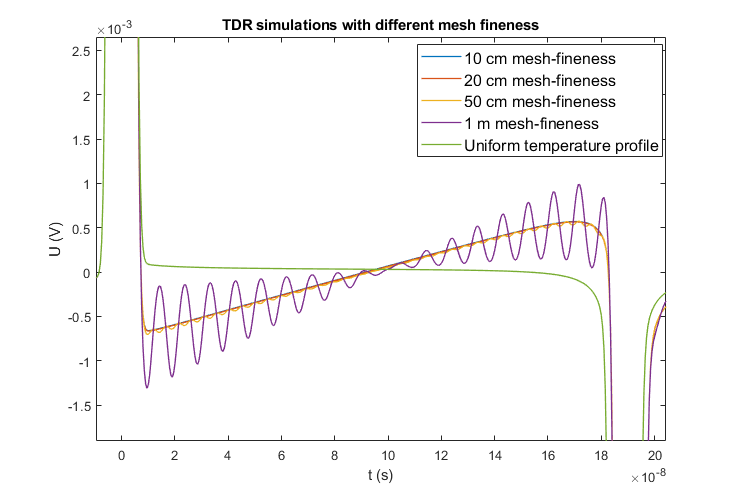 TDR simulations with different mesh fineness
×10⁻³
2.5
2
1.5
1
0.5
0
-0.5
-1
-1.5
U (V)
10 cm mesh-fineness
20 cm mesh-fineness
50 cm mesh-fineness
1 m mesh-fineness
Uniform temperature profile
0 2 4 6 8 10 12 14 16 18 20
t (s)
×10⁻⁸